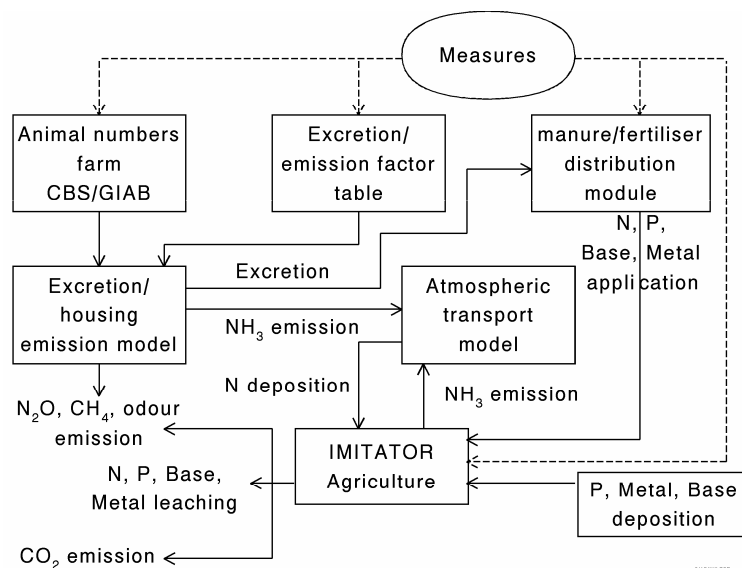 Measures
Animal numbers
farm
CBS/GIAB
Excretion/
emission factor
table
manure/fertiliser
distribution
module
N, P,
Base, Metal
application
Excretion
Excretion/
housing
emission model
Atmospheric
transport
model
NH₃ emission
N deposition
NH₃ emission
N₂O, CH₄, odour
emission
IMITATOR
Agriculture
N, P, Base,
Metal leaching
P, Metal, Base
deposition
CO₂ emission